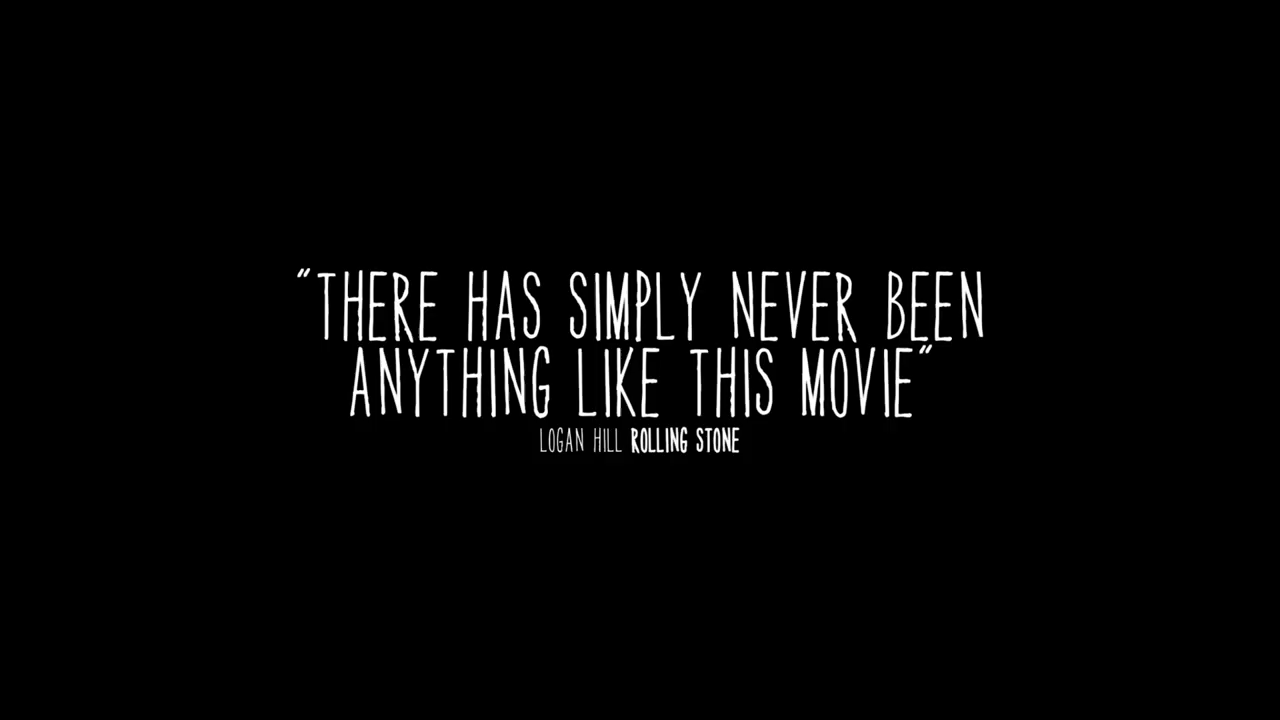 "THERE HAS SIMPLY NEVER BEEN
ANYTHING LIKE THIS MOVIE"
LOGAN HILL ROLLING STONE